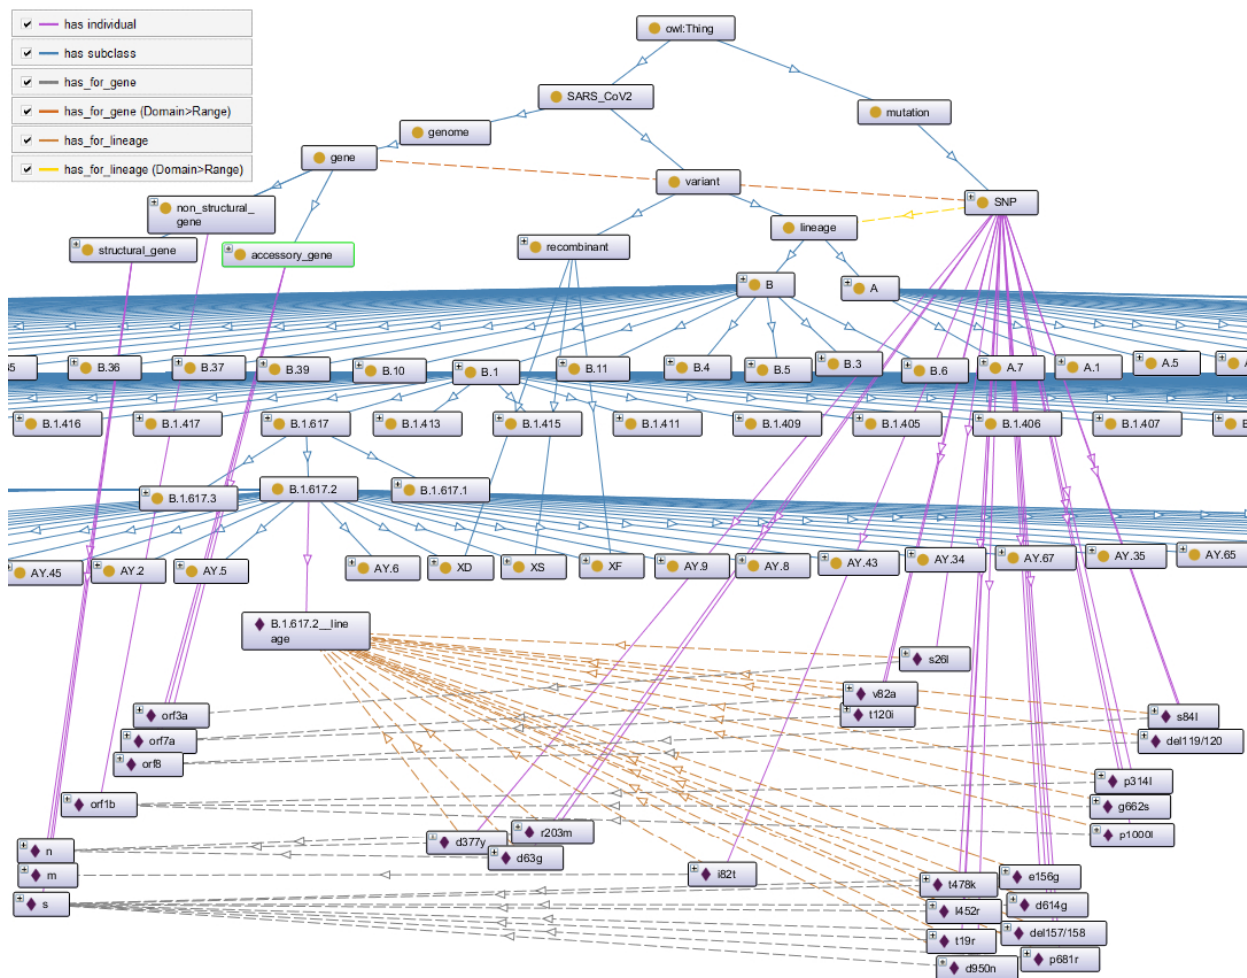 has individual
has subclass
has_for_gene
has_for_gene (Domain>Range)
has_for_lineage
has_for_lineage (Domain>Range)
owl:Thing
SARS_CoV2
mutation
genome
gene
variant
SNP
non_structural_
gene
lineage
structural_gene
accessory_gene
recombinant
B
A
B.36
B.37
B.39
B.10
B.1
B.11
B.4
B.5
B.3
B.6
A.7
A.1
A.5
B.1.416
B.1.417
B.1.617
B.1.413
B.1.415
B.1.411
B.1.409
B.1.405
B.1.406
B.1.407
B.1.617.3
B.1.617.2
B.1.617.1
AY.45
AY.2
AY.5
AY.6
XD
XS
XF
AY.9
AY.8
AY.43
AY.34
AY.67
AY.35
AY.65
B.1.617.2__line
age
s26l
v82a
t120i
orf3a
orf7a
orf8
s84l
del119/120
p314l
orf1b
g662s
p1000l
n
d377y
r203m
d63g
m
i82t
s
t478k
e156g
l452r
d614g
t19r
del157/158
d950n
p681r